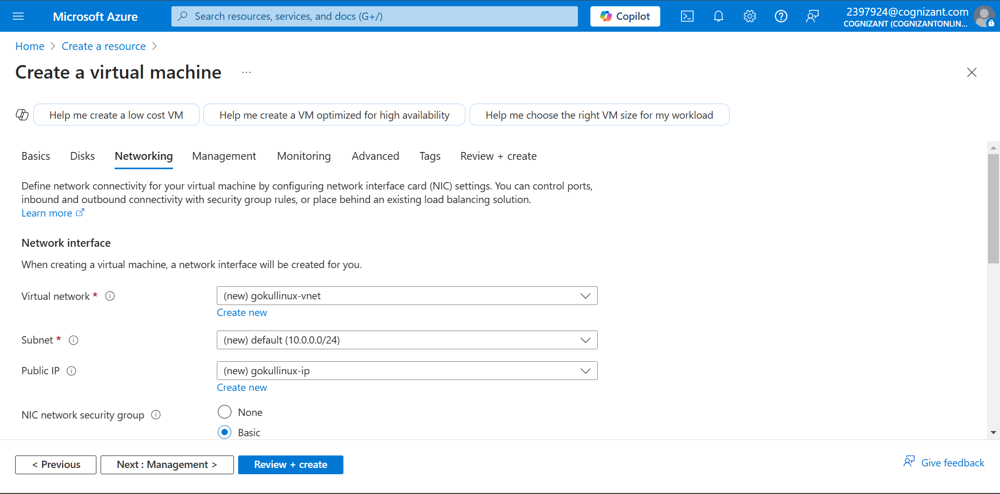 Microsoft Azure
Search resources, services, and docs (G+/)
Copilot
2397924@cognizant.com
COGNIZANT (COGNIZANTONLIN...
Home > Create a resource >
Create a virtual machine ...
Help me create a low cost VM
Help me create a VM optimized for high availability
Help me choose the right VM size for my workload
Basics Disks Networking Management Monitoring Advanced Tags Review + create
Define network connectivity for your virtual machine by configuring network interface card (NIC) settings. You can control ports,
inbound and outbound connectivity with security group rules, or place behind an existing load balancing solution.
Learn more
Network interface
When creating a virtual machine, a network interface will be created for you.
Virtual network *
(new) gokullinux-vnet
Create new
Subnet *
(new) default (10.0.0.0/24)
Public IP
(new) gokullinux-ip
Create new
NIC network security group
None
Basic
< Previous
Next : Management >
Review + create
Give feedback